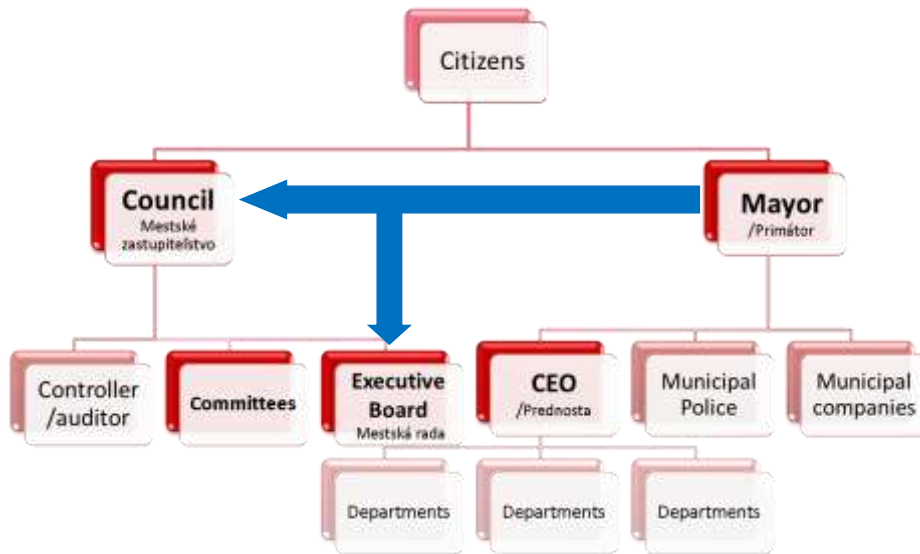 Citizens
Council
Mestské
zastupiteľstvo
Mayor
/Primátor
Controller
/auditor
Committees
Executive
Board
Mestská rada
CEO
/Prednosta
Municipal
Police
Municipal
companies
Departments
Departments
Departments